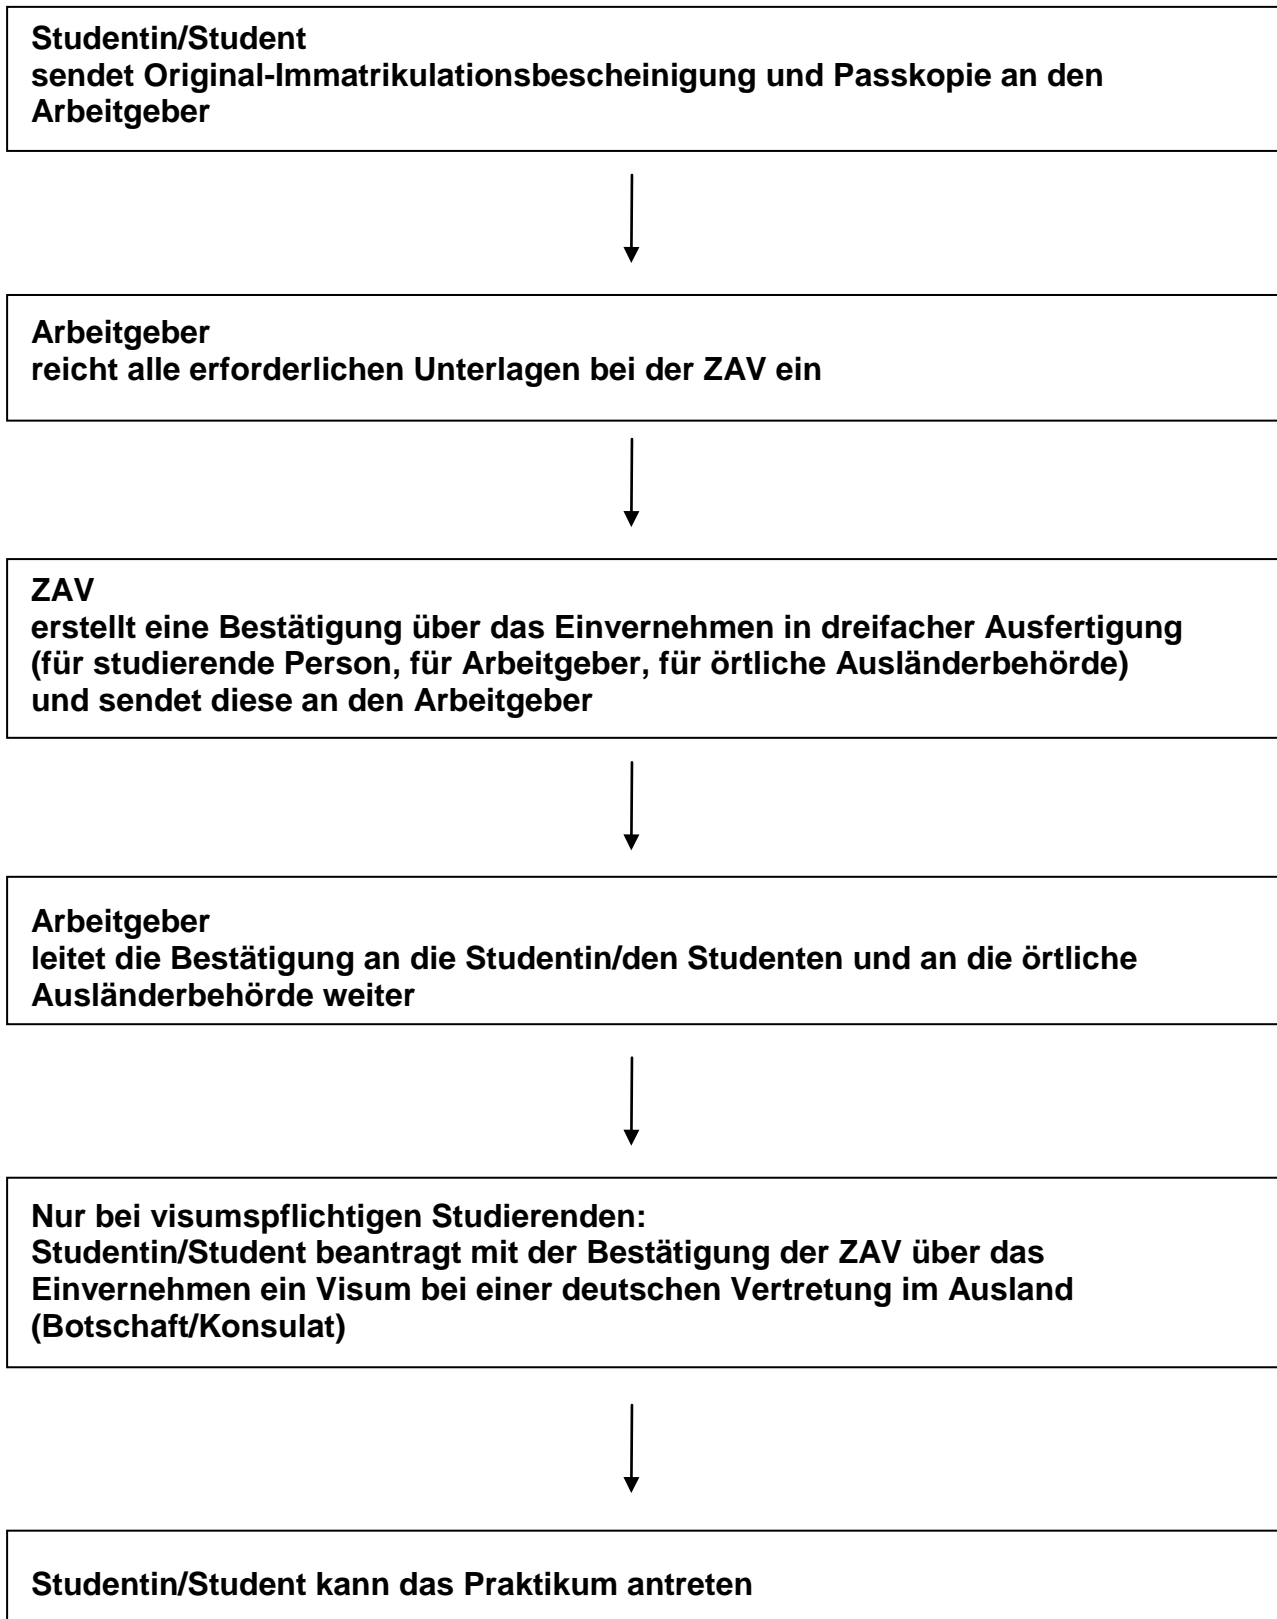 Studentin/Student
sendet Original-Immatrikulationsbescheinigung und Passkopie an den
Arbeitgeber
Arbeitgeber
reicht alle erforderlichen Unterlagen bei der ZAV ein
ZAV
erstellt eine Bestätigung über das Einvernehmen in dreifacher Ausfertigung
(für studierende Person, für Arbeitgeber, für örtliche Ausländerbehörde)
und sendet diese an den Arbeitgeber
Arbeitgeber
leitet die Bestätigung an die Studentin/den Studenten und an die örtliche
Ausländerbehörde weiter
Nur bei visumspflichtigen Studierenden:
Studentin/Student beantragt mit der Bestätigung der ZAV über das
Einvernehmen ein Visum bei einer deutschen Vertretung im Ausland
(Botschaft/Konsulat)
Studentin/Student kann das Praktikum antreten